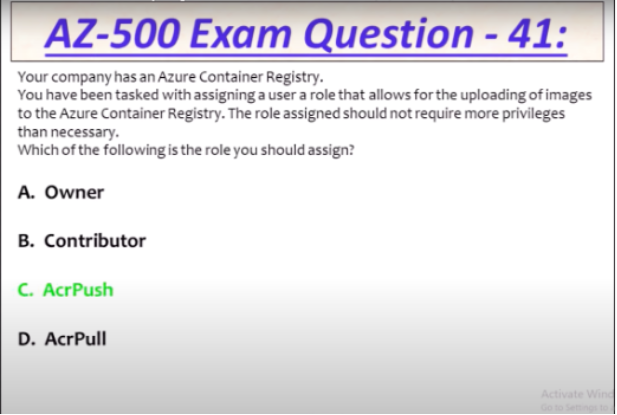 AZ-500 Exam Question - 41:
Your company has an Azure Container Registry.
You have been tasked with assigning a user a role that allows for the uploading of images
to the Azure Container Registry. The role assigned should not require more privileges
than necessary.
Which of the following is the role you should assign?
A. Owner
B. Contributor
C. AcrPush
D. AcrPull
Activate Wind
Go to Settings to